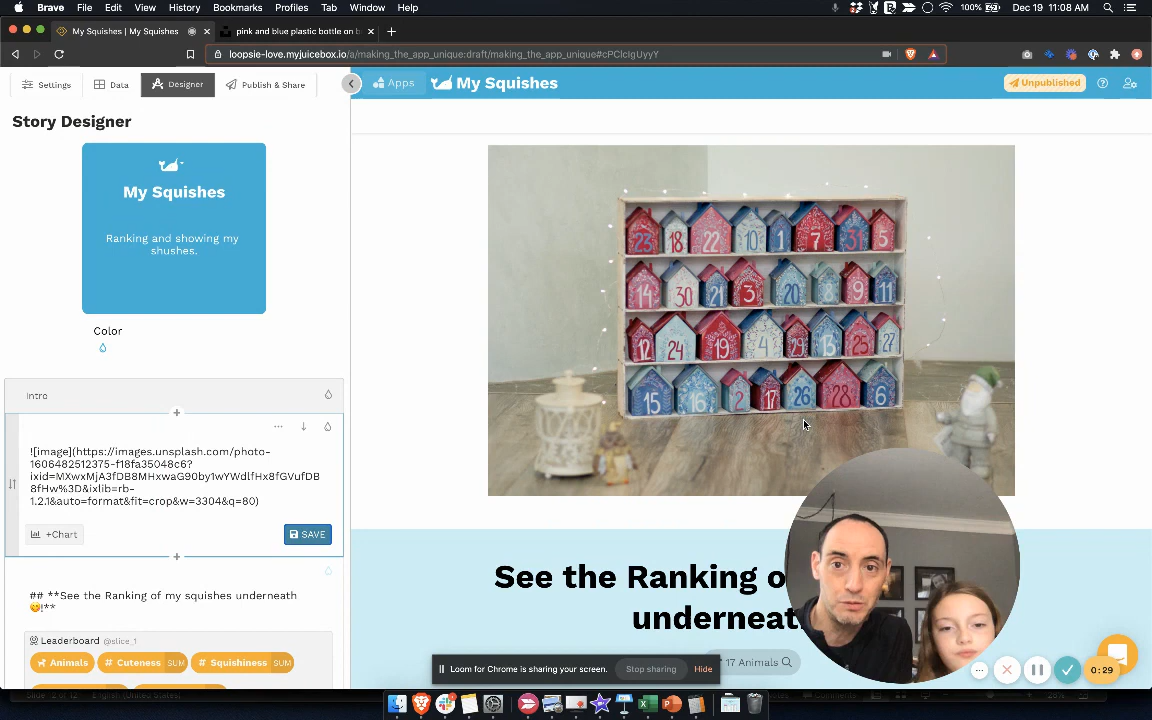 Brave File Edit View History Bookmarks Profiles Tab Window Help 100% Dec 19 11:08 AM
My Squishes | My Squishes pink and blue plastic bottle on b
loopsie-love.myjuicebox.io/a/making_the_app_unique:draft/making_the_app_unique#cPClcIgUyyY
Settings Data Designer Publish & Share Apps My Squishes Unpublished
Story Designer
My Squishes
Ranking and showing my
shushes.
Color
Intro
![image](https://images.unsplash.com/photo-
1606482512375-f18fa35048c6?
ixid=MXwxMjA3fDB8MHxwaG90by1wYWdlfHx8fGVufDB
8fHw%3D&ixlib=rb-
1.2.1&auto=format&fit=crop&w=3304&q=80)
+Chart SAVE
## **See the Ranking of my squishes underneath
😋!**
Leaderboard @slice_1
Animals # Cuteness SUM # Squishiness SUM
23 18 22 10 1 7 31 5
14 30 21 3 20 8 9 11
12 24 19 4 29 13 25 27
15 16 2 17 26 28 6
See the Ranking o
underneat
17 Animals
Loom for Chrome is sharing your screen. Stop sharing Hide
0:29